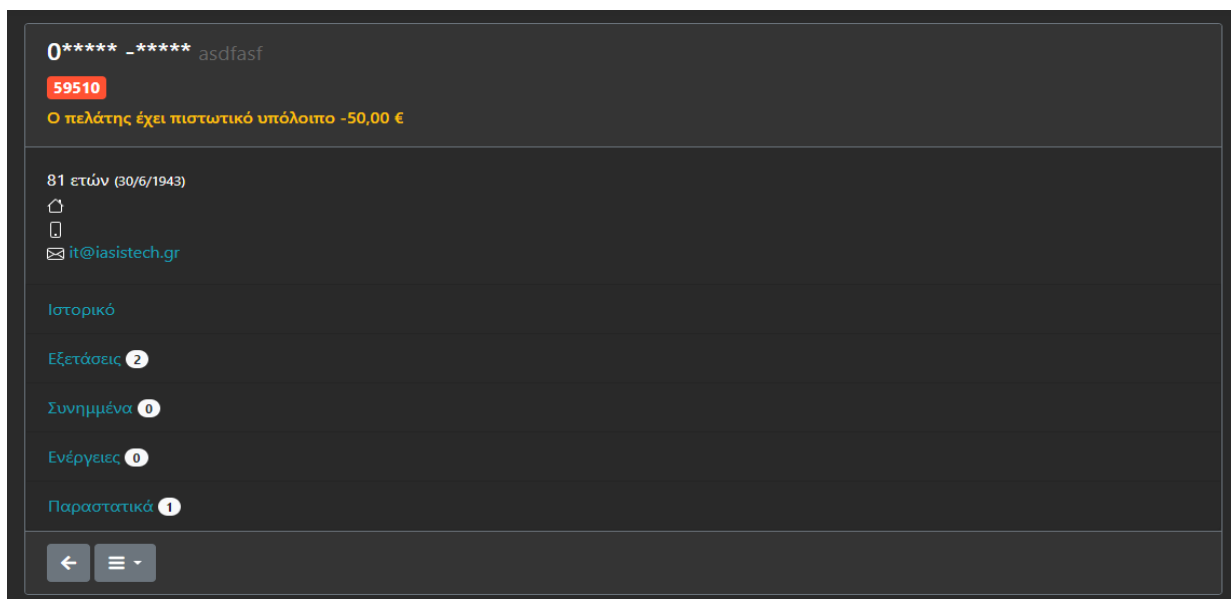 0***** -***** asdfasf
59510
Ο πελάτης έχει πιστωτικό υπόλοιπο -50,00 €
81 ετών (30/6/1943)
it@iasistech.gr
Ιστορικό
Εξετάσεις 2
Συνημμένα 0
Ενέργειες 0
Παραστατικά 1